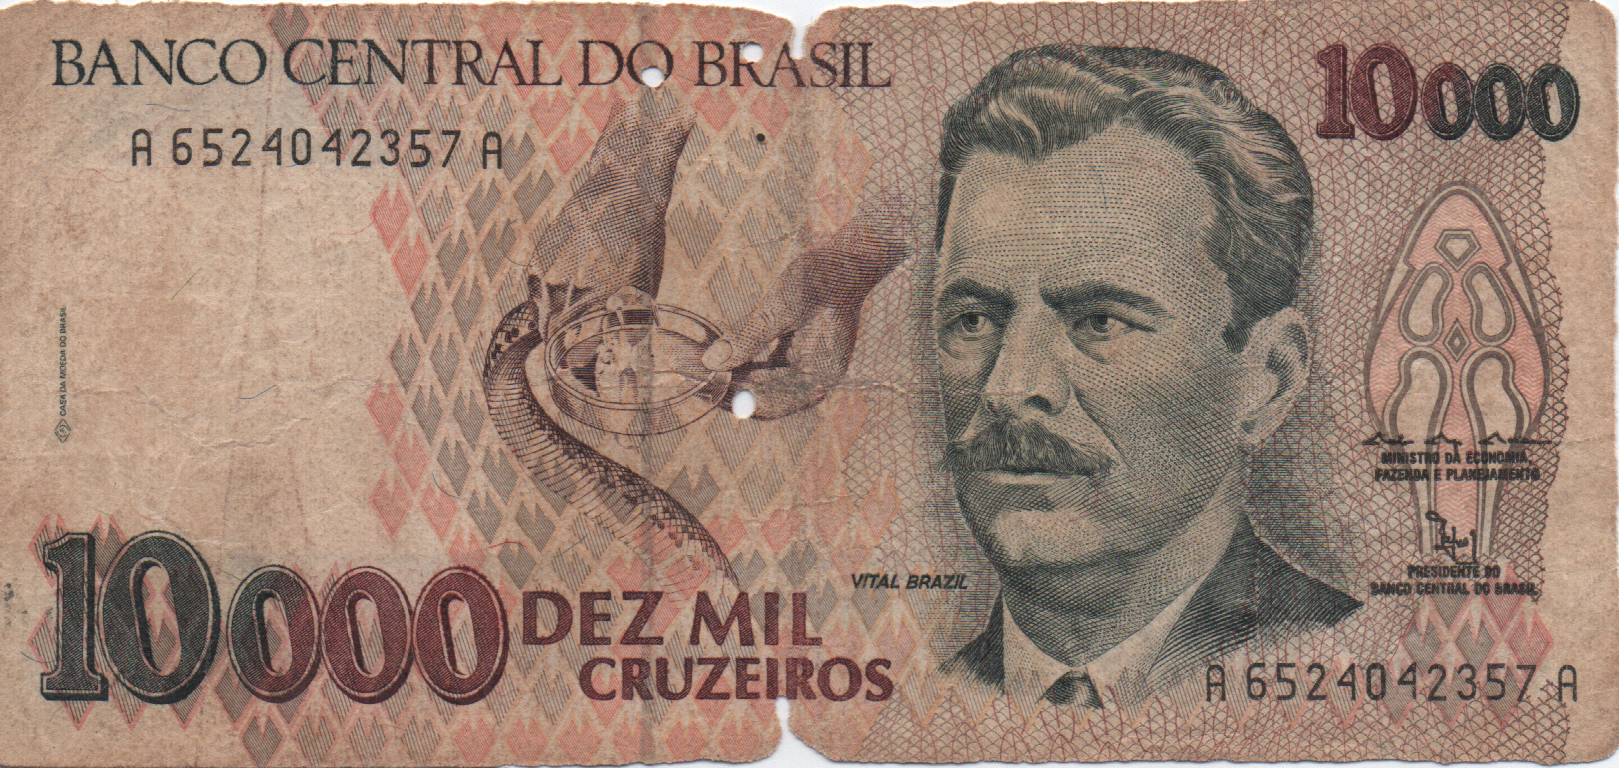 BANCO CENTRAL DO BRASIL
10000
A 6524042357 A
CASA DA MOEDA DO BRASIL
MINISTRO DA ECONOMIA,
FAZENDA E PLANEJAMENTO
PRESIDENTE DO
BANCO CENTRAL DO BRASIL
VITAL BRAZIL
10000
DEZ MIL
CRUZEIROS
A 6524042357 A